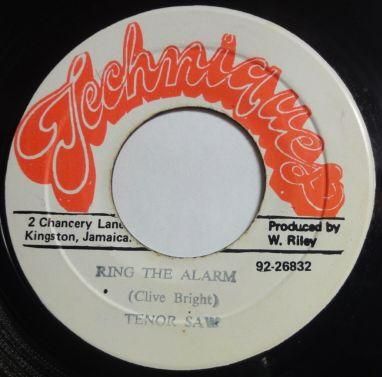 Techniques
2 Chancery Lane
Kingston, Jamaica.
Produced by
W. Riley
RING THE ALARM
92-26832
(Clive Bright)
TENOR SAW